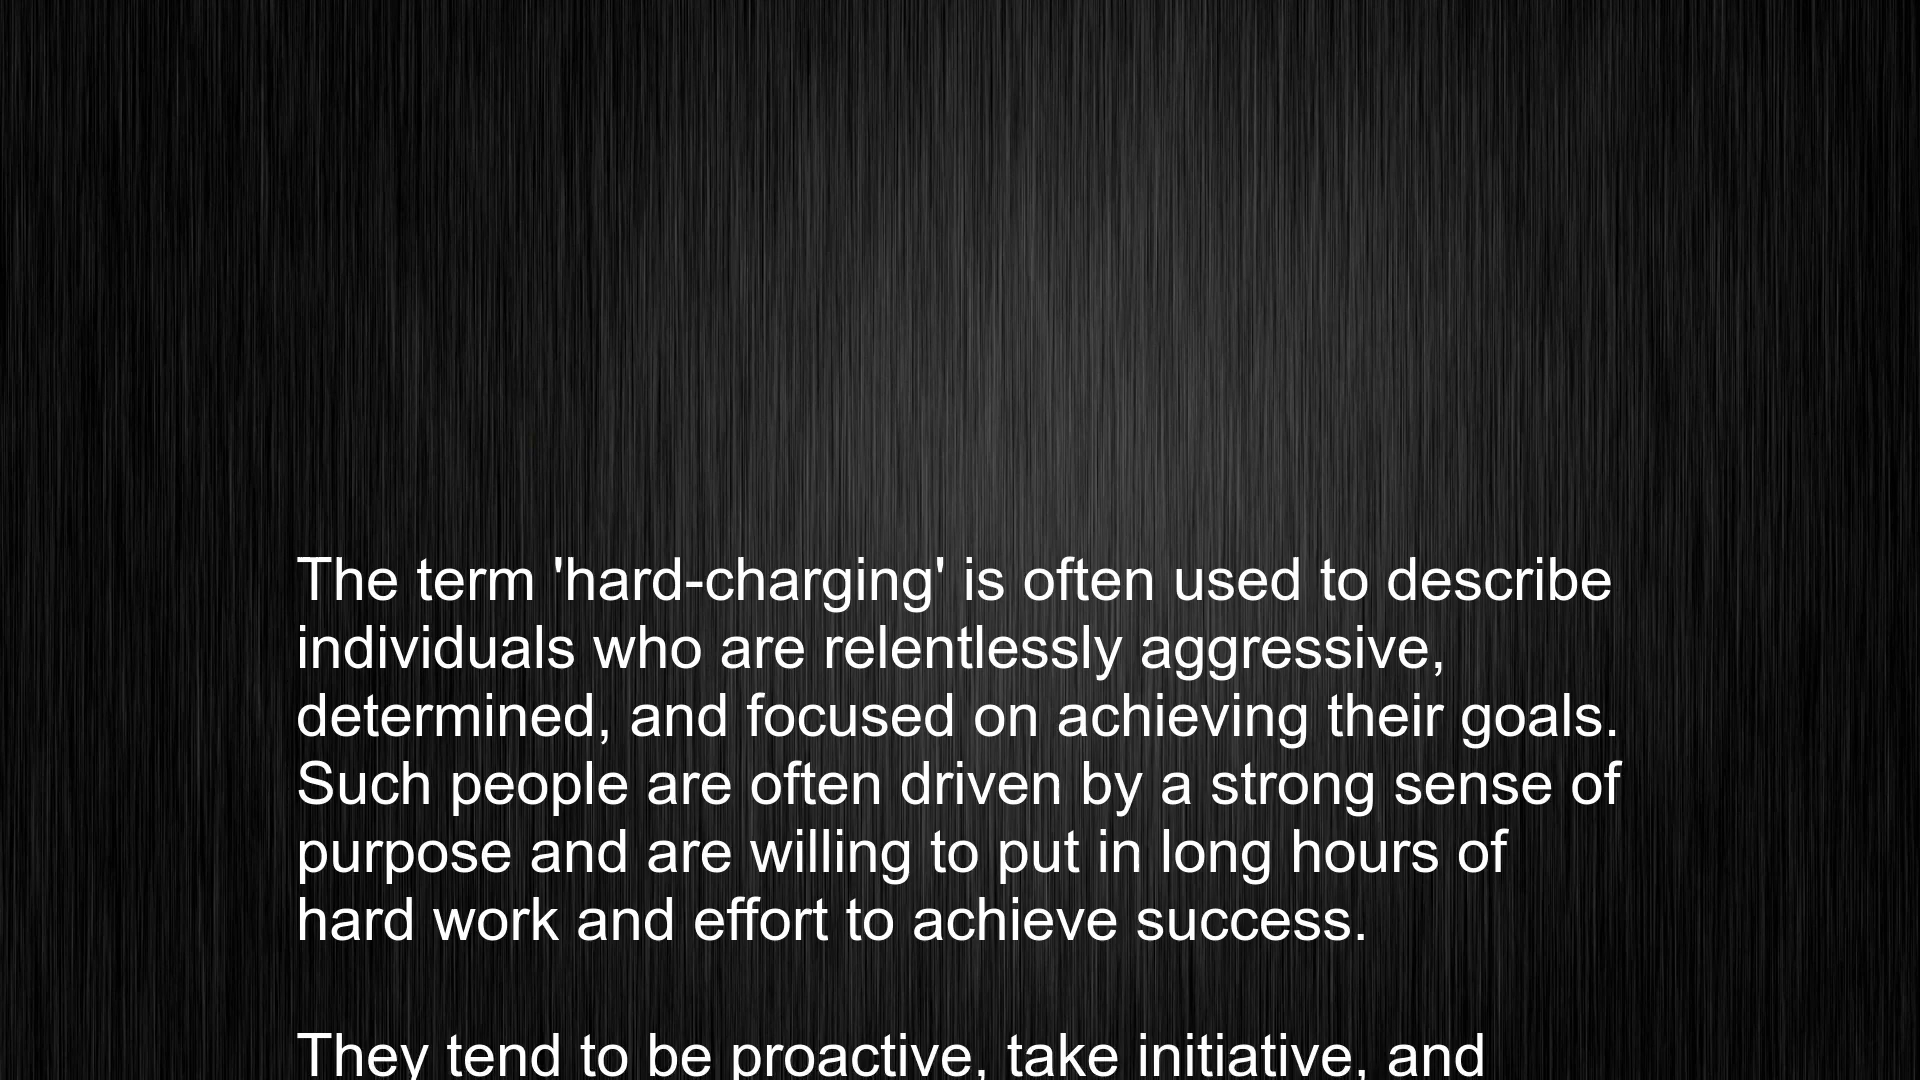 The term 'hard-charging' is often used to describe
individuals who are relentlessly aggressive,
determined, and focused on achieving their goals.
Such people are often driven by a strong sense of
purpose and are willing to put in long hours of
hard work and effort to achieve success.
They tend to be proactive, take initiative, and